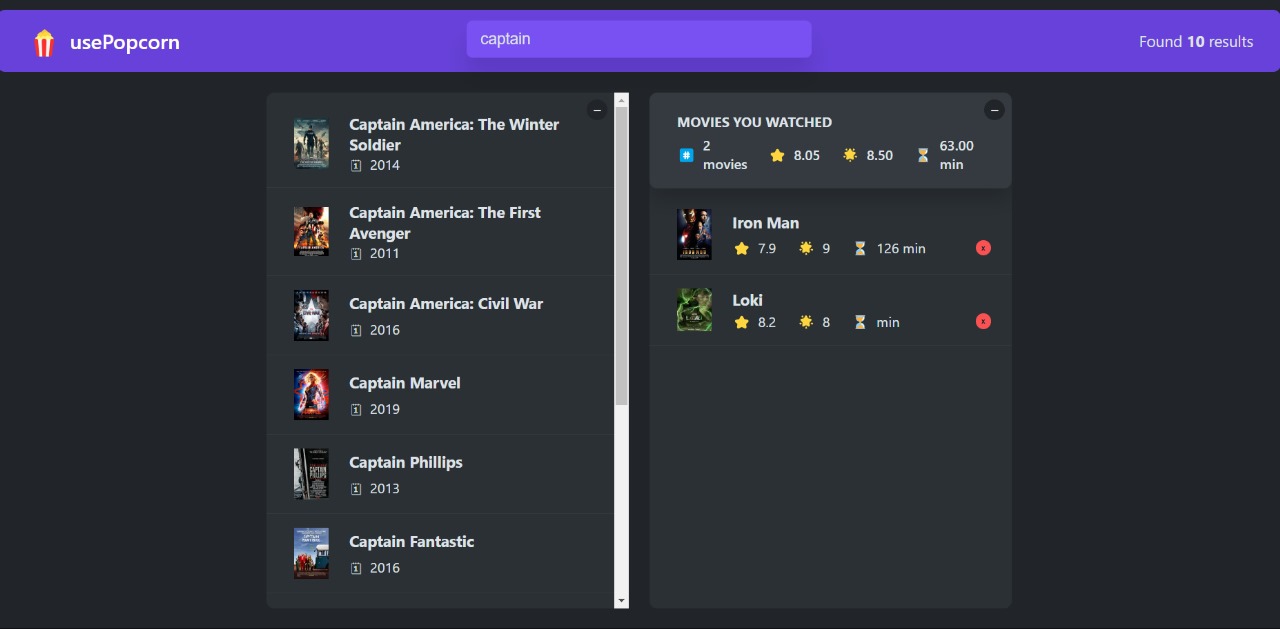 usePopcorn
captain
Found 10 results
Captain America: The Winter
Soldier
2014
Captain America: The First
Avenger
2011
Captain America: Civil War
2016
Captain Marvel
2019
Captain Phillips
2013
Captain Fantastic
2016
MOVIES YOU WATCHED
2
movies
8.05
8.50
63.00
min
Iron Man
7.9
9
126 min
x
Loki
8.2
8
min
x